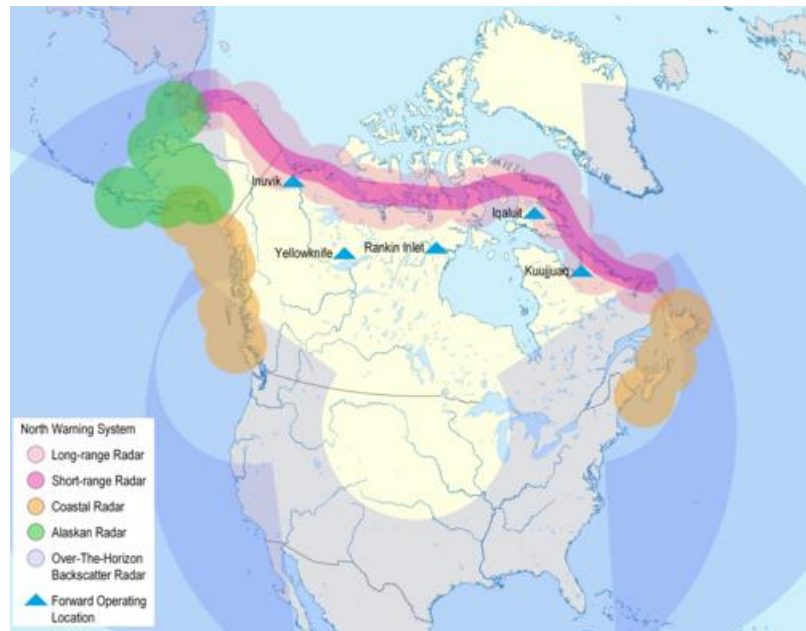 Inuvik
Iqaluit
Yellowknife
Rankin Inlet
Kuujjuaq
North Warning System
Long-range Radar
Short-range Radar
Coastal Radar
Alaskan Radar
Over-The-Horizon
Backscatter Radar
Forward Operating
Location